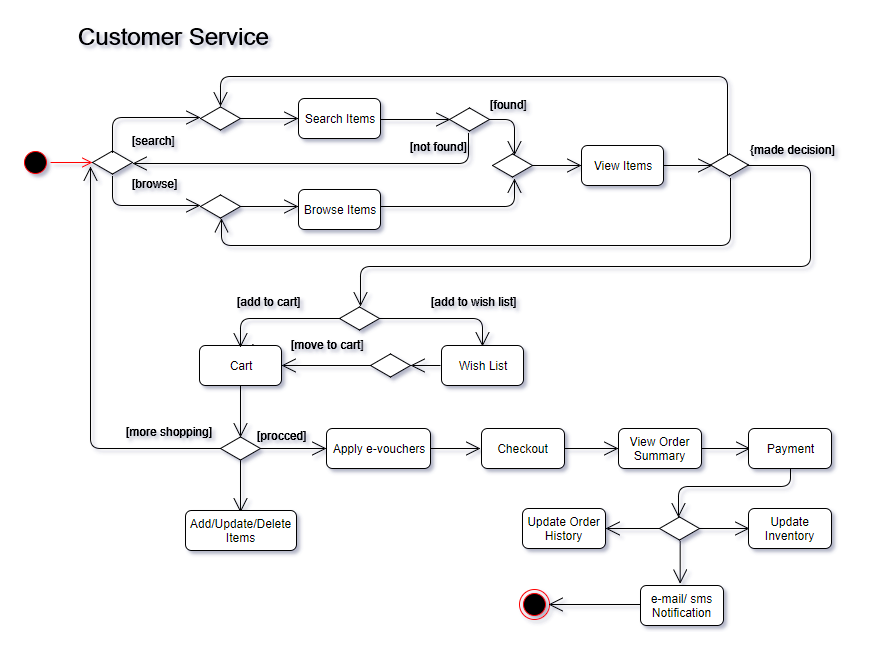 Customer Service
[found]
Search Items
[search]
[not found]
{made decision]
View Items
[browse]
Browse Items
[add to cart]
[add to wish list]
[move to cart]
Cart
Wish List
[more shopping]
[procced]
Apply e-vouchers
Checkout
View Order
Summary
Payment
Add/Update/Delete
Items
Update Order
History
Update
Inventory
e-mail/ sms
Notification